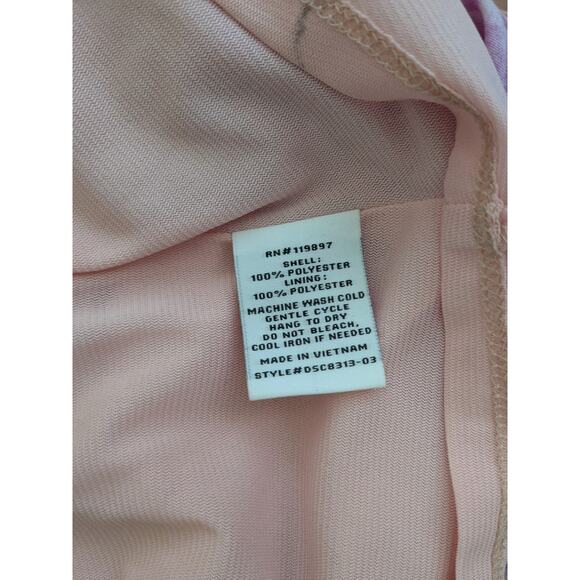 RN#119897
SHELL:
100% POLYESTER
LINING:
100% POLYESTER
MACHINE WASH COLD
GENTLE CYCLE
HANG TO DRY
DO NOT BLEACH,
COOL IRON IF NEEDED
MADE IN VIETNAM
STYLE#D5C8313-03